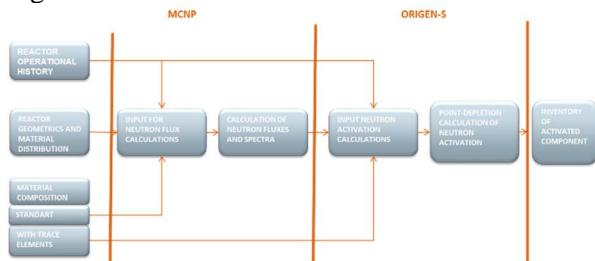 MCNP
ORIGEN-S
REACTOR
OPERATIONAL
HISTORY
REACTOR
GEOMETRICS AND
MATERIAL
DISTRIBUTION
INPUT FOR
NEUTRON FLUX
CALCULATIONS
CALCULATION OF
NEUTRON FLUXES
AND SPECTRA
INPUT NEUTRON
ACTIVATION
CALCULATIONS
POINT-DEPLETION
CALCULATION OF
NEUTRON
ACTIVATION
INVENTORY
OF
ACTIVATED
COMPONENT
MATERIAL
COMPOSITION
STANDART
WITH TRACE
ELEMENTS